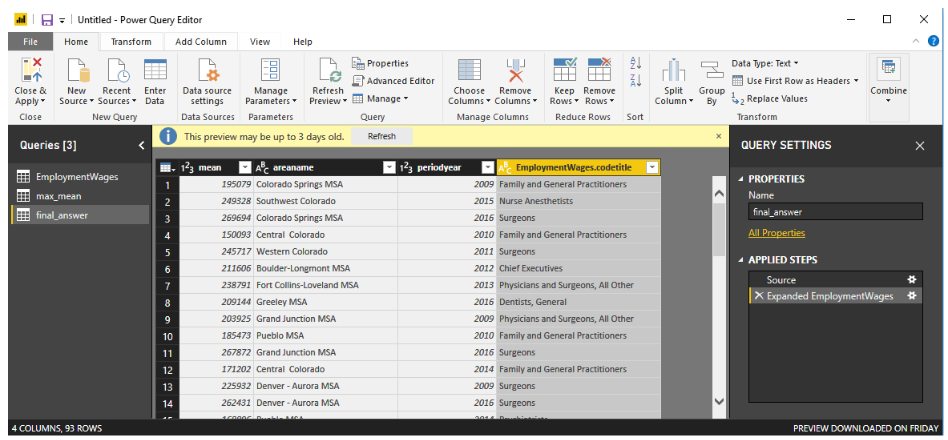 Untitled - Power Query Editor
File Home Transform Add Column View Help
Close & Apply
New Source
Recent Sources
Enter Data
Data source settings
Manage Parameters
Refresh Preview
Properties
Advanced Editor
Manage
Choose Columns
Remove Columns
Keep Rows
Remove Rows
Split Column
Group By
Data Type: Text
Use First Row as Headers
Replace Values
Combine
Close New Query Data Sources Parameters Query Manage Columns Reduce Rows Sort Transform
Queries [3]
EmploymentWages
max_mean
final_answer
This preview may be up to 3 days old. Refresh
mean areaname periodyear EmploymentWages.codetitle
1 195079 Colorado Springs MSA 2009 Family and General Practitioners
2 249328 Southwest Colorado 2015 Nurse Anesthetists
3 269694 Colorado Springs MSA 2016 Surgeons
4 150093 Central Colorado 2010 Family and General Practitioners
5 245717 Western Colorado 2011 Surgeons
6 211606 Boulder-Longmont MSA 2012 Chief Executives
7 238791 Fort Collins-Loveland MSA 2013 Physicians and Surgeons, All Other
8 209144 Greeley MSA 2016 Dentists, General
9 203925 Grand Junction MSA 2009 Physicians and Surgeons, All Other
10 185473 Pueblo MSA 2010 Family and General Practitioners
11 267872 Grand Junction MSA 2016 Surgeons
12 171202 Central Colorado 2014 Family and General Practitioners
13 225932 Denver - Aurora MSA 2009 Surgeons
14 262431 Denver - Aurora MSA 2016 Surgeons
QUERY SETTINGS
PROPERTIES
Name
final_answer
All Properties
APPLIED STEPS
Source
Expanded EmploymentWages
4 COLUMNS, 93 ROWS
PREVIEW DOWNLOADED ON FRIDAY